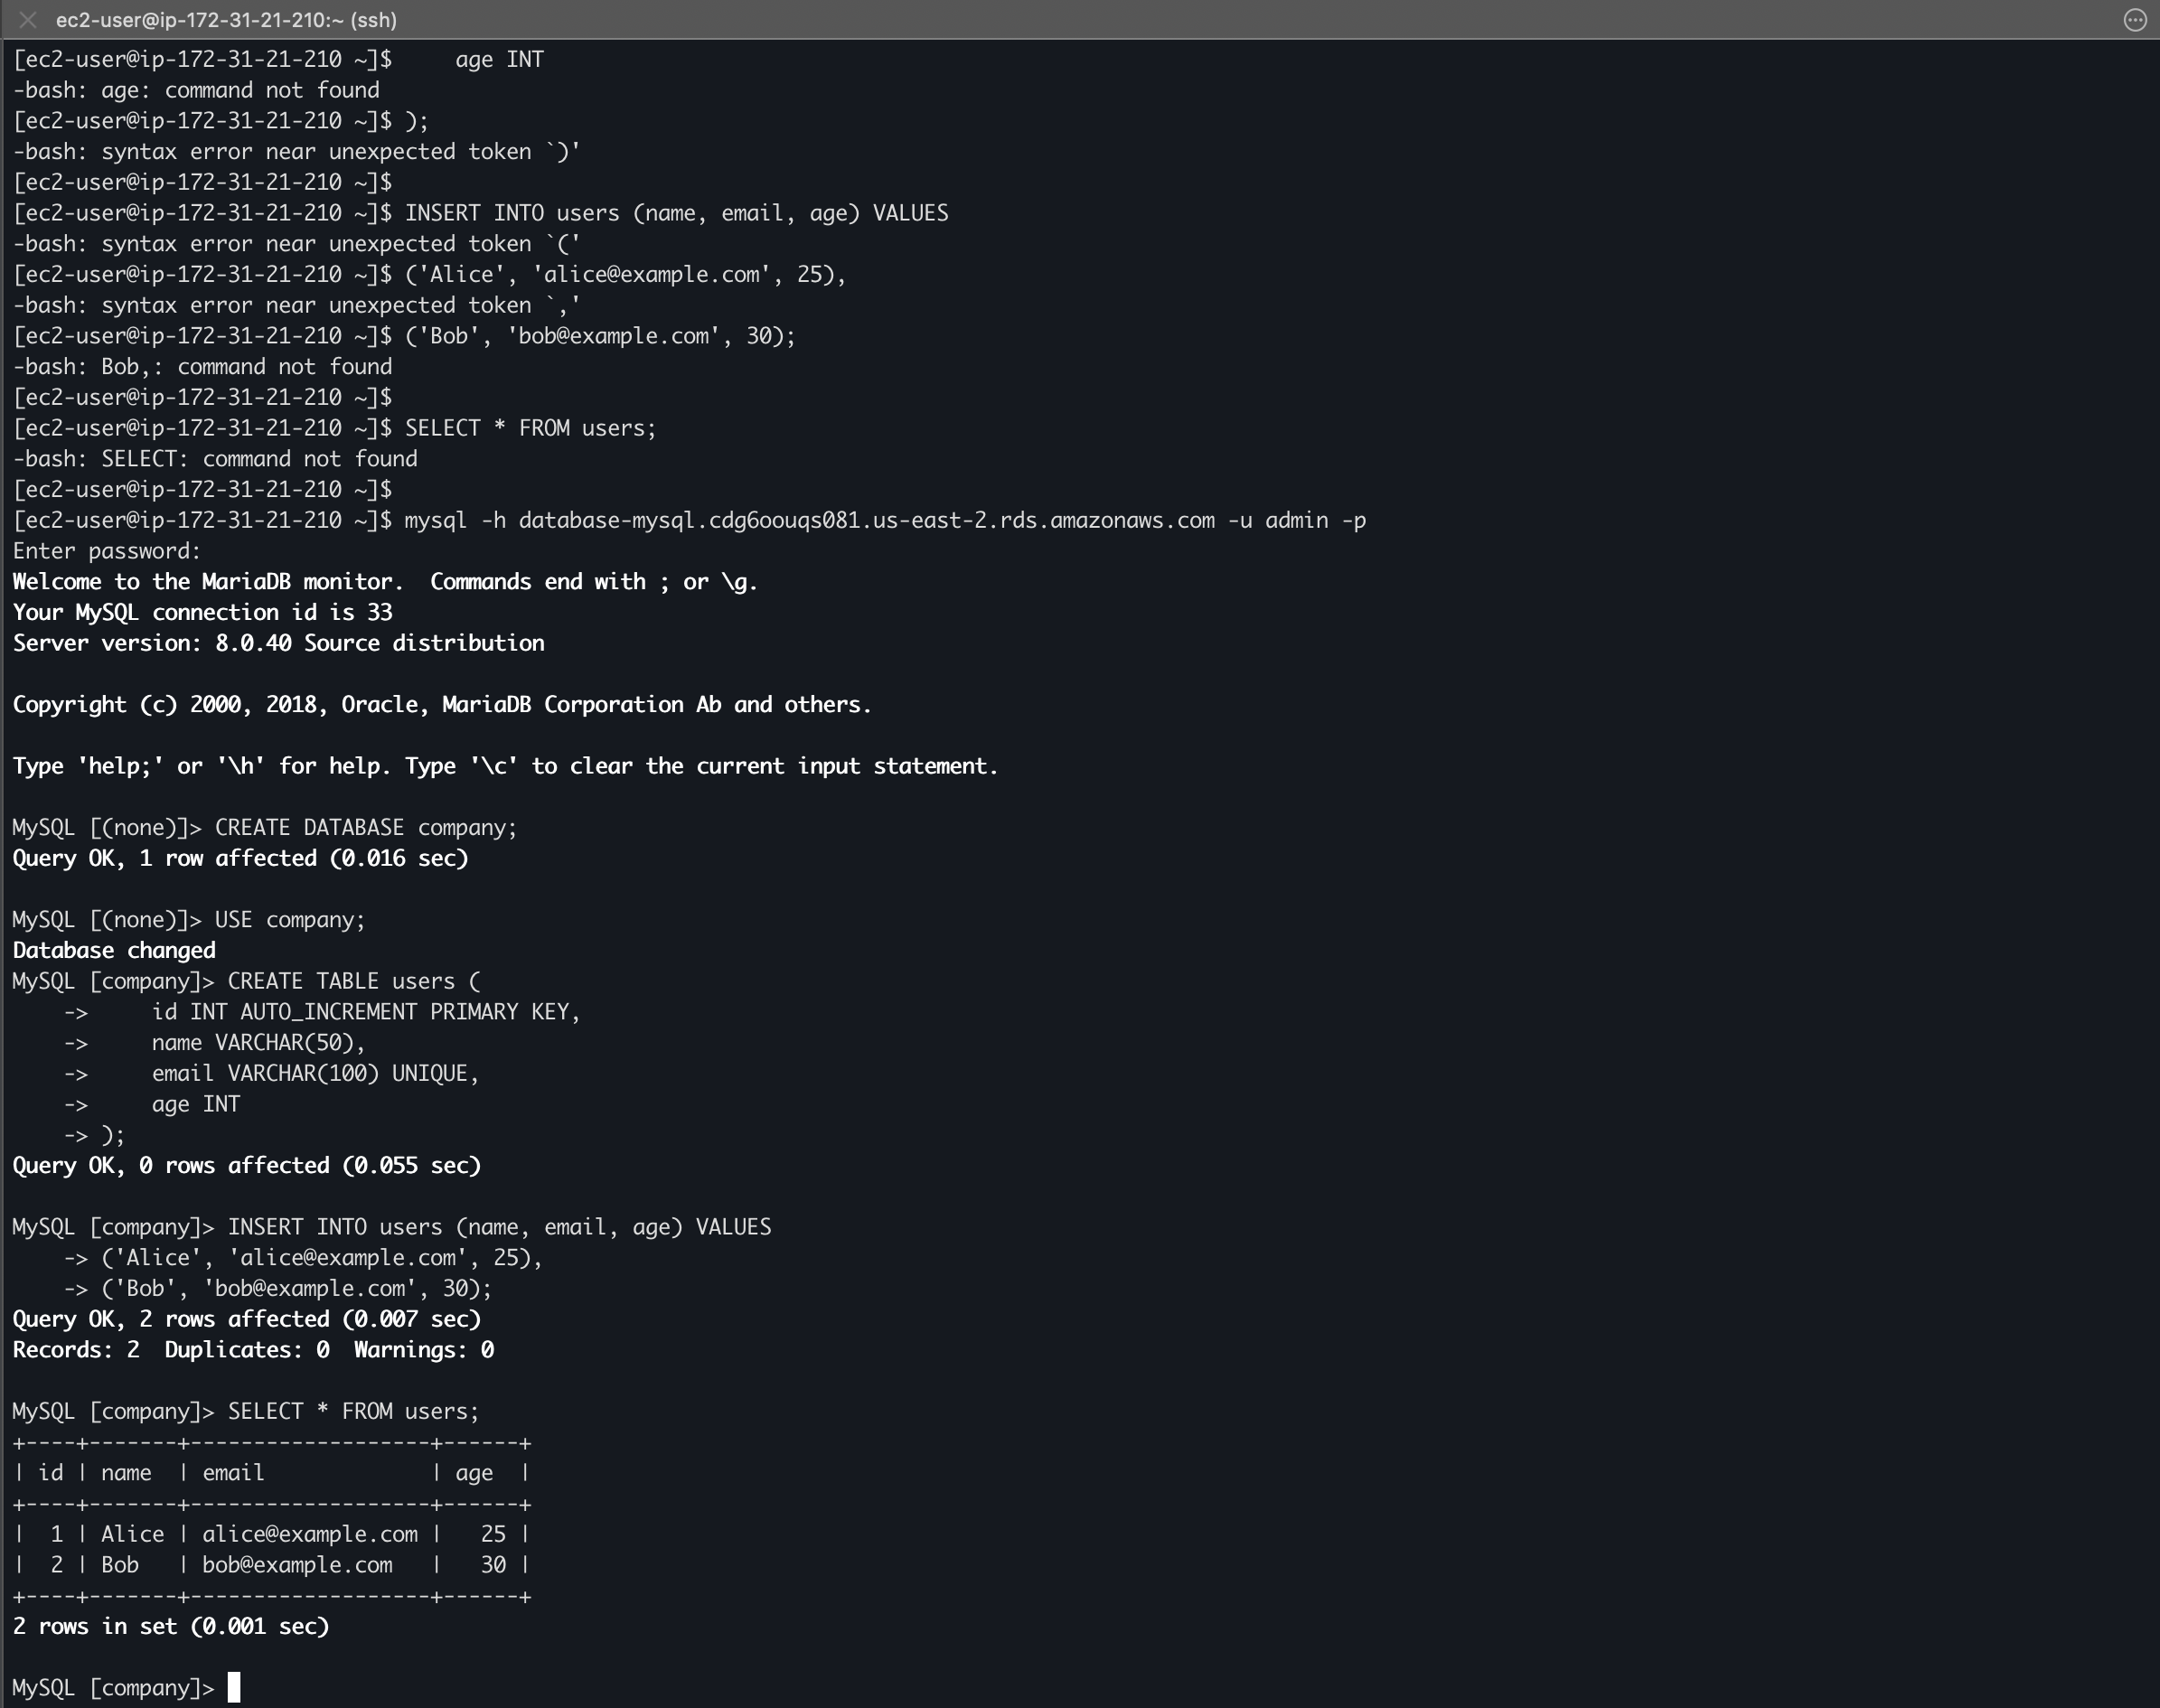 ec2-user@ip-172-31-21-210:~ (ssh)
[ec2-user@ip-172-31-21-210 ~]$     age INT
-bash: age: command not found
[ec2-user@ip-172-31-21-210 ~]$ );
-bash: syntax error near unexpected token `)'
[ec2-user@ip-172-31-21-210 ~]$
[ec2-user@ip-172-31-21-210 ~]$ INSERT INTO users (name, email, age) VALUES
-bash: syntax error near unexpected token `('
[ec2-user@ip-172-31-21-210 ~]$ ('Alice', 'alice@example.com', 25),
-bash: syntax error near unexpected token `,'
[ec2-user@ip-172-31-21-210 ~]$ ('Bob', 'bob@example.com', 30);
-bash: Bob,: command not found
[ec2-user@ip-172-31-21-210 ~]$
[ec2-user@ip-172-31-21-210 ~]$ SELECT * FROM users;
-bash: SELECT: command not found
[ec2-user@ip-172-31-21-210 ~]$
[ec2-user@ip-172-31-21-210 ~]$ mysql -h database-mysql.cdg6oouqs081.us-east-2.rds.amazonaws.com -u admin -p
Enter password:
Welcome to the MariaDB monitor.  Commands end with ; or \g.
Your MySQL connection id is 33
Server version: 8.0.40 Source distribution

Copyright (c) 2000, 2018, Oracle, MariaDB Corporation Ab and others.

Type 'help;' or '\h' for help. Type '\c' to clear the current input statement.

MySQL [(none)]> CREATE DATABASE company;
Query OK, 1 row affected (0.016 sec)

MySQL [(none)]> USE company;
Database changed
MySQL [company]> CREATE TABLE users (
    ->     id INT AUTO_INCREMENT PRIMARY KEY,
    ->     name VARCHAR(50),
    ->     email VARCHAR(100) UNIQUE,
    ->     age INT
    -> );
Query OK, 0 rows affected (0.055 sec)

MySQL [company]> INSERT INTO users (name, email, age) VALUES
    -> ('Alice', 'alice@example.com', 25),
    -> ('Bob', 'bob@example.com', 30);
Query OK, 2 rows affected (0.007 sec)
Records: 2  Duplicates: 0  Warnings: 0

MySQL [company]> SELECT * FROM users;
+----+-------+-------------------+------+
| id | name  | email             | age  |
+----+-------+-------------------+------+
|  1 | Alice | alice@example.com |   25 |
|  2 | Bob   | bob@example.com   |   30 |
+----+-------+-------------------+------+
2 rows in set (0.001 sec)

MySQL [company]>